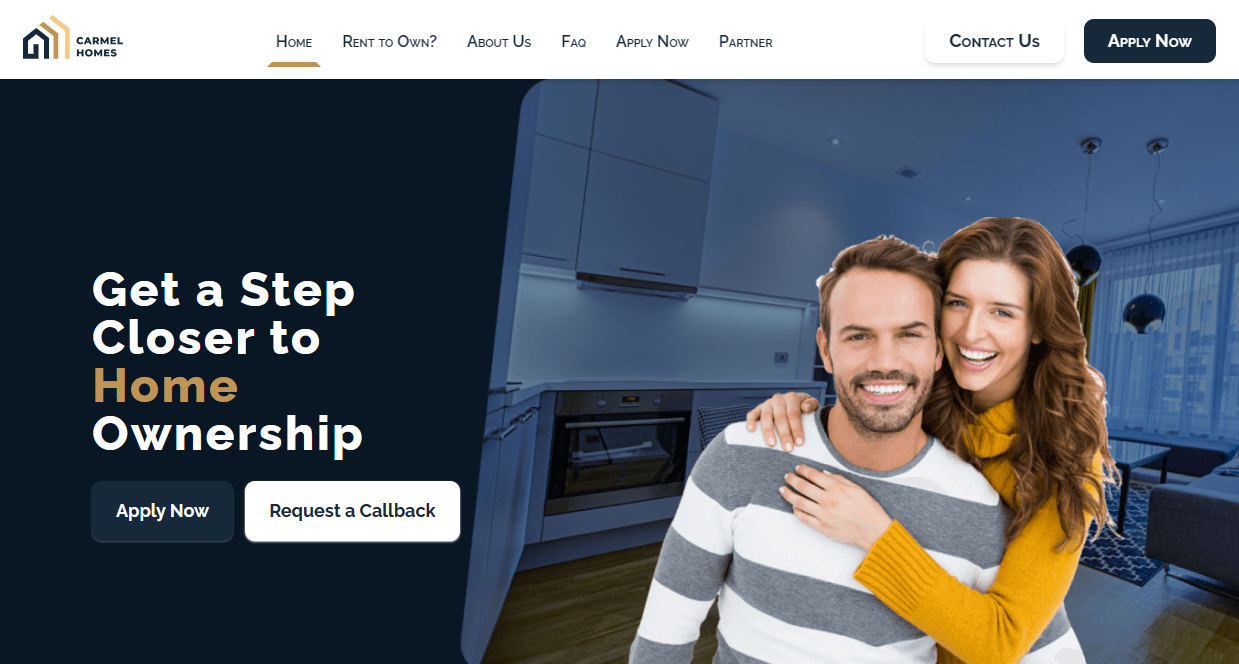 CARMEL
HOMES
Home
Rent to Own?
About Us
Faq
Apply Now
Partner
Contact Us
Apply Now
Get a Step
Closer to
Home
Ownership
Apply Now
Request a Callback